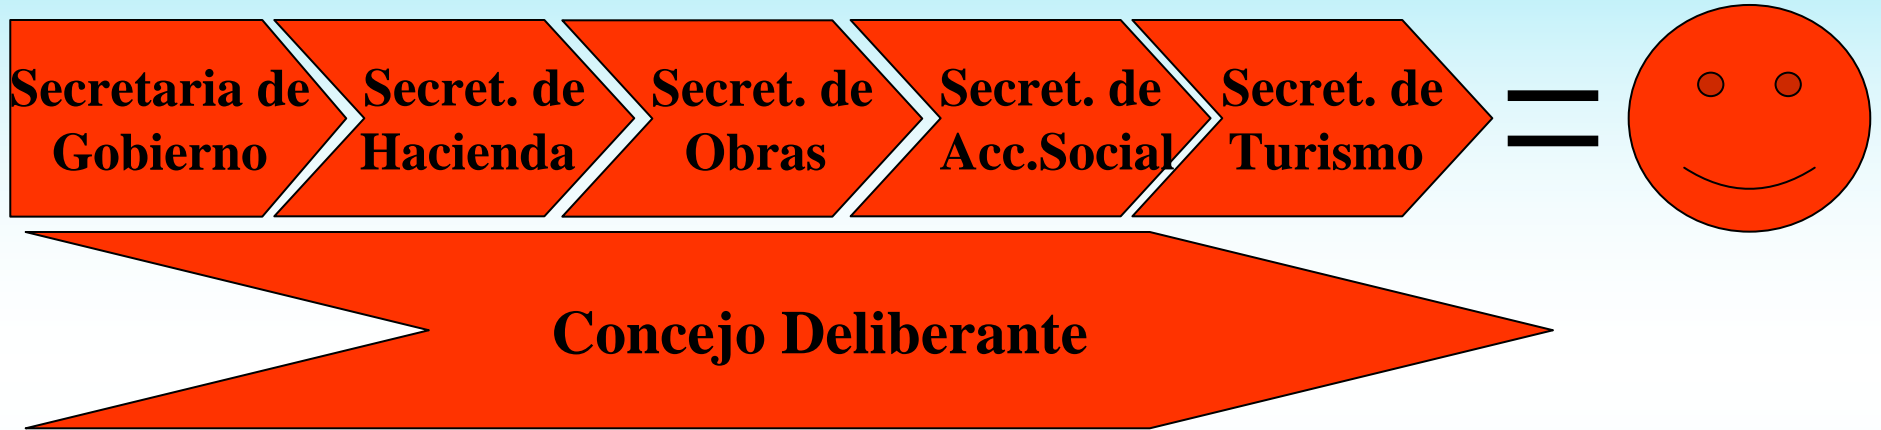 Secretaria de
Gobierno
Secret. de
Hacienda
Secret. de
Obras
Secret. de
Acc.Social
Secret. de
Turismo
=
Concejo Deliberante